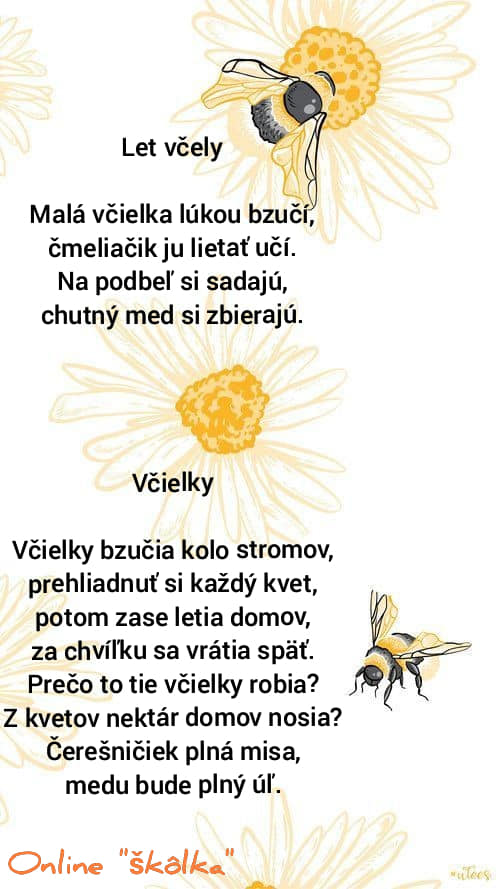 Let včely
Malá včielka lúkou bzučí,
čmeliačik ju lietať učí.
Na podbeľ si sadajú,
chutný med si zbierajú.
Včielky
Včielky bzučia kolo stromov,
prehliadnuť si každý kvet,
potom zase letia domov,
za chvíľku sa vrátia späť.
Prečo to tie včielky robia?
Z kvetov nektár domov nosia?
Čerešničiek plná misa,
medu bude plný úľ.
Online "škôlka"